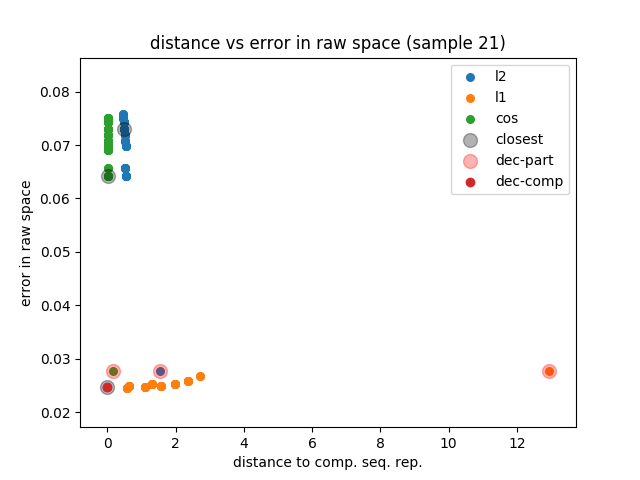 distance vs error in raw space (sample 21)
l2
l1
cos
closest
dec-part
dec-comp
error in raw space
0.08
0.07
0.06
0.05
0.04
0.03
0.02
0 2 4 6 8 10 12
distance to comp. seq. rep.